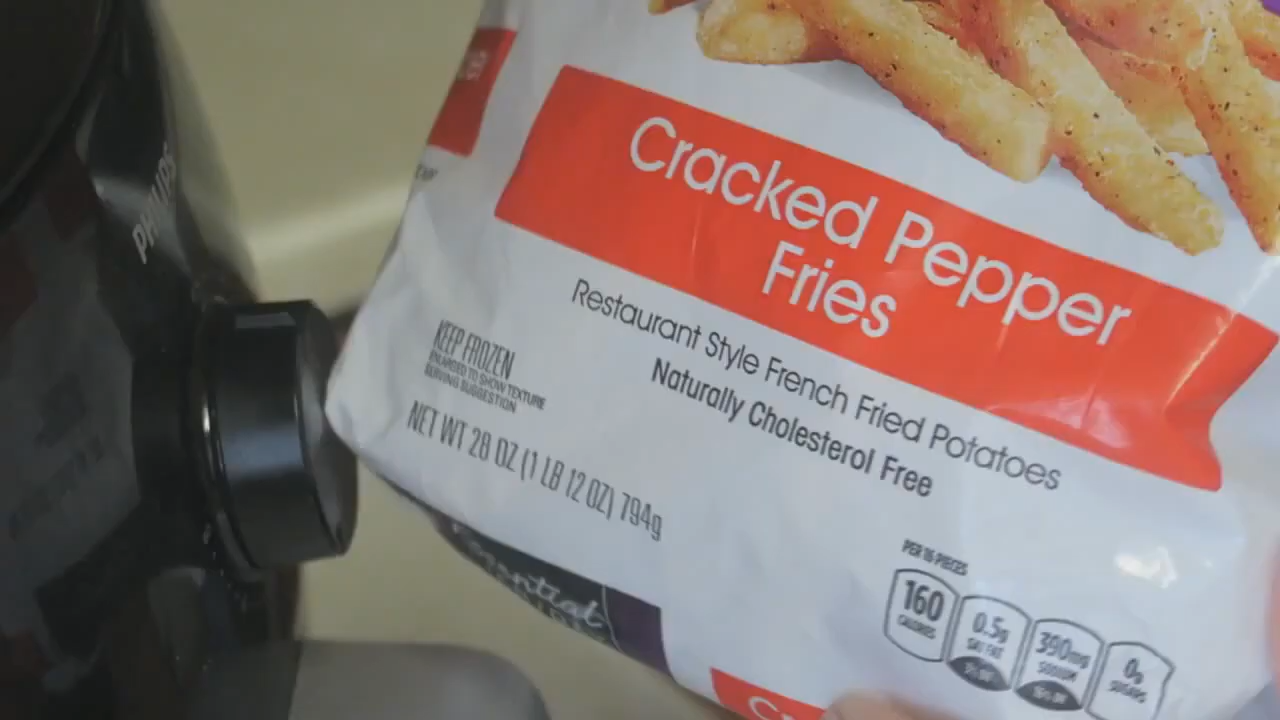 PHILIPS
Cracked Pepper
Fries
Restaurant Style French Fried Potatoes
Naturally Cholesterol Free
KEEP FROZEN
ENLARGED TO SHOW TEXTURE
SERVING SUGGESTION
NET WT 28 OZ (1 LB 12 OZ) 794g
PER 16 PIECES
160
CALORIES
0.5g
SAT FAT
390mg
SODIUM
0g
SUGARS